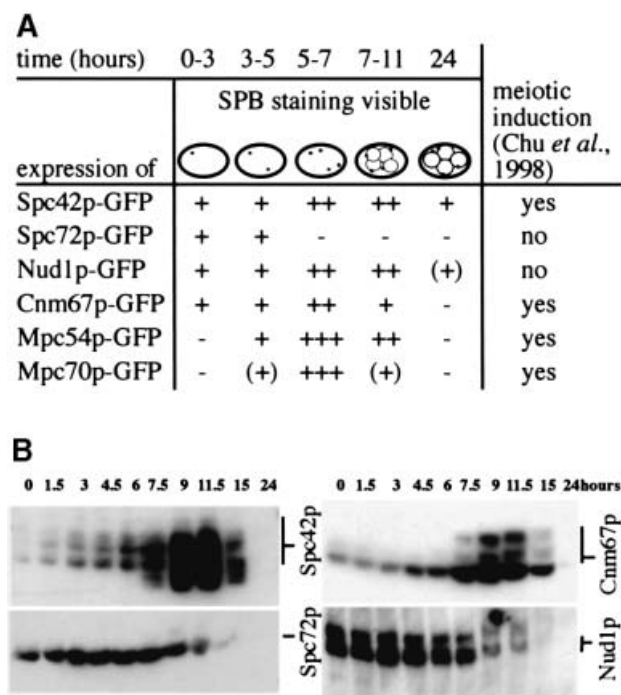 A
time (hours) 0-3 3-5 5-7 7-11 24
SPB staining visible
meiotic
induction
(Chu et al.,
1998)
expression of
Spc42p-GFP + + ++ ++ + yes
Spc72p-GFP + + - - - no
Nud1p-GFP + + ++ ++ (+) no
Cnm67p-GFP + + ++ + - yes
Mpc54p-GFP - + +++ ++ - yes
Mpc70p-GFP - (+) +++ (+) - yes
B
0 1.5 3 4.5 6 7.5 9 11.5 15 24
0 1.5 3 4.5 6 7.5 9 11.5 15 24hours
Spc42p
Cnm67p
Spc72p
Nud1p